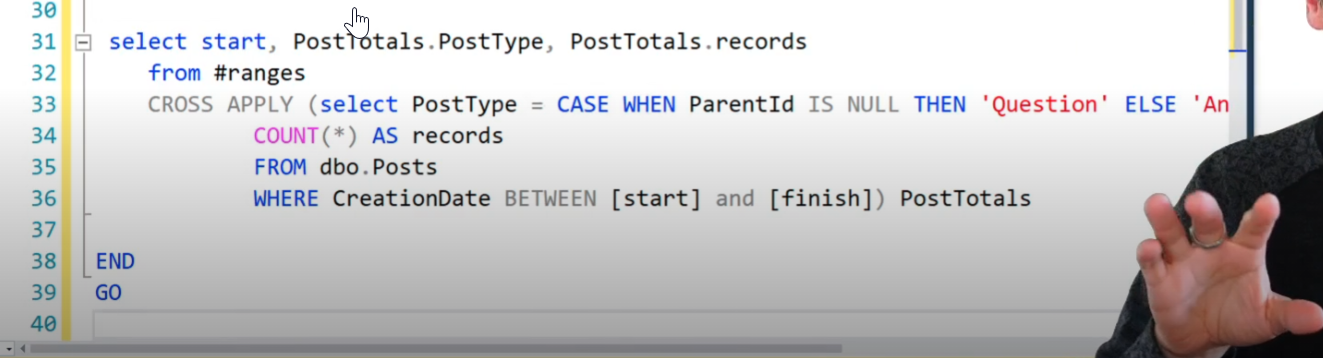 30
31 select start, PostTotals.PostType, PostTotals.records
32 from #ranges
33 CROSS APPLY (select PostType = CASE WHEN ParentId IS NULL THEN 'Question' ELSE 'An
34 COUNT(*) AS records
35 FROM dbo.Posts
36 WHERE CreationDate BETWEEN [start] and [finish]) PostTotals
37
38 END
39 GO
40